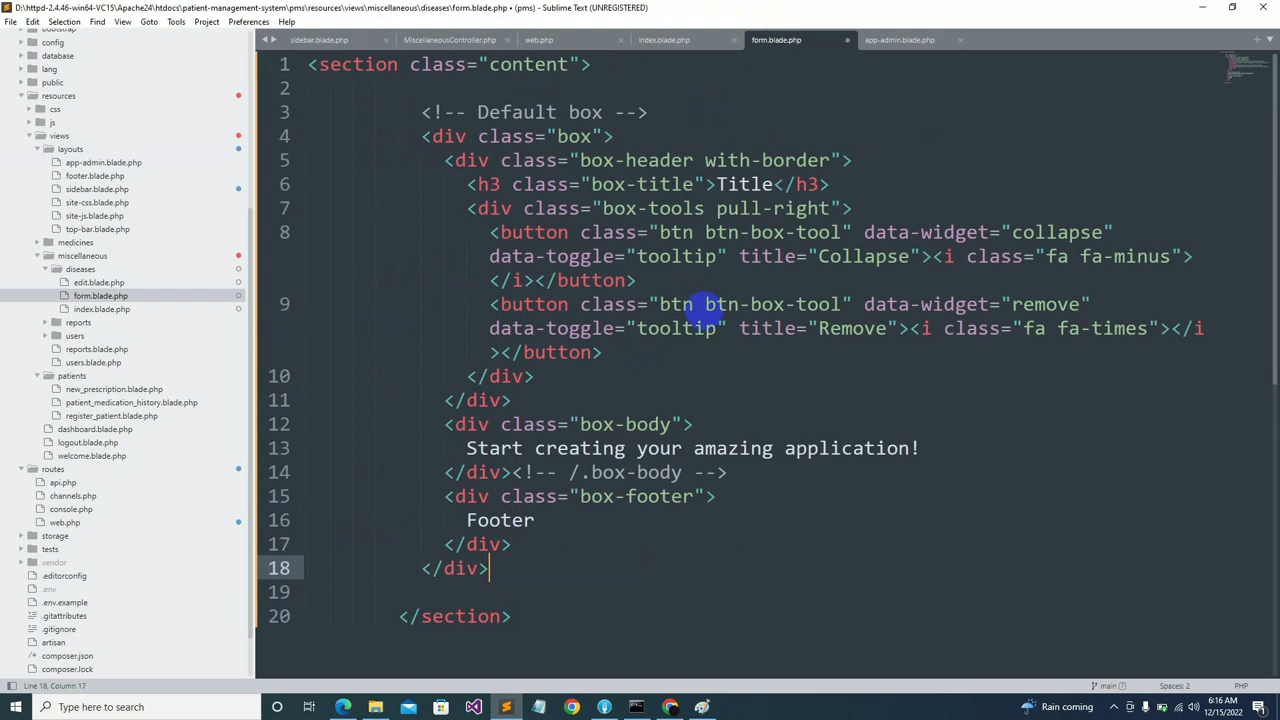 D:\httpd-2.4.46-win64-VC15\Apache24\htdocs\patient-management-system\pms\resources\views\miscellaneous\diseases\form.blade.php • (pms) - Sublime Text (UNREGISTERED)
File Edit Selection Find View Goto Tools Project Preferences Help
sidebar.blade.php MiscellaneousController.php web.php index.blade.php form.blade.php app-admin.blade.php
bootstrap
config
database
lang
public
resources
css
js
views
layouts
app-admin.blade.php
footer.blade.php
sidebar.blade.php
site-css.blade.php
site-js.blade.php
top-bar.blade.php
medicines
miscellaneous
diseases
edit.blade.php
form.blade.php
index.blade.php
reports
users
reports.blade.php
users.blade.php
patients
new_prescription.blade.php
patient_medication_history.blade.php
register_patient.blade.php
dashboard.blade.php
logout.blade.php
welcome.blade.php
routes
api.php
channels.php
console.php
web.php
storage
tests
vendor
.editorconfig
.env
.env.example
.gitattributes
.gitignore
artisan
composer.json
composer.lock
1 <section class="content">
2
3 <!-- Default box -->
4 <div class="box">
5 <div class="box-header with-border">
6 <h3 class="box-title">Title</h3>
7 <div class="box-tools pull-right">
8 <button class="btn btn-box-tool" data-widget="collapse"
data-toggle="tooltip" title="Collapse"><i class="fa fa-minus">
</i></button>
9 <button class="btn btn-box-tool" data-widget="remove"
data-toggle="tooltip" title="Remove"><i class="fa fa-times"></i
></button>
10 </div>
11 </div>
12 <div class="box-body">
13 Start creating your amazing application!
14 </div><!-- /.box-body -->
15 <div class="box-footer">
16 Footer
17 </div>
18 </div>
19
20 </section>
Line 18, Column 17 main Spaces: 2 PHP
Type here to search Rain coming 6:16 AM
12/15/2022